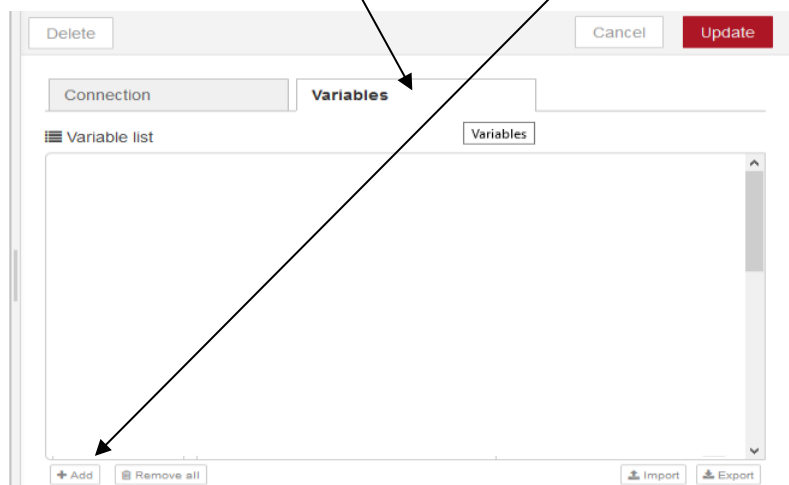 Delete Cancel Update
Connection Variables
Variable list Variables
Add Remove all Import Export